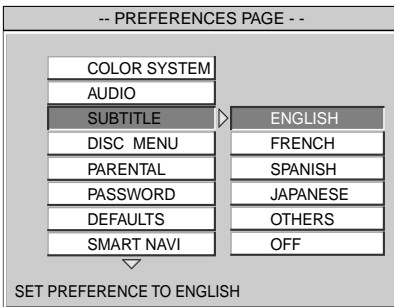 -- PREFERENCES PAGE - -
COLOR SYSTEM
AUDIO
SUBTITLE
DISC MENU
PARENTAL
PASSWORD
DEFAULTS
SMART NAVI
ENGLISH
FRENCH
SPANISH
JAPANESE
OTHERS
OFF
SET PREFERENCE TO ENGLISH